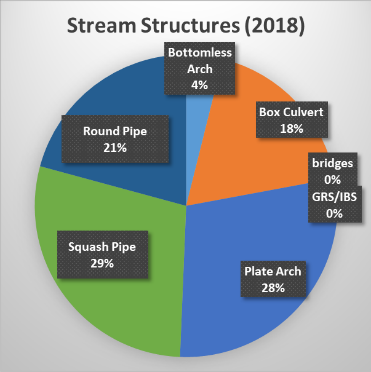 Stream Structures (2018)
Bottomless
Arch
4%
Box Culvert
18%
bridges
0%
GRS/IBS
0%
Plate Arch
28%
Squash Pipe
29%
Round Pipe
21%